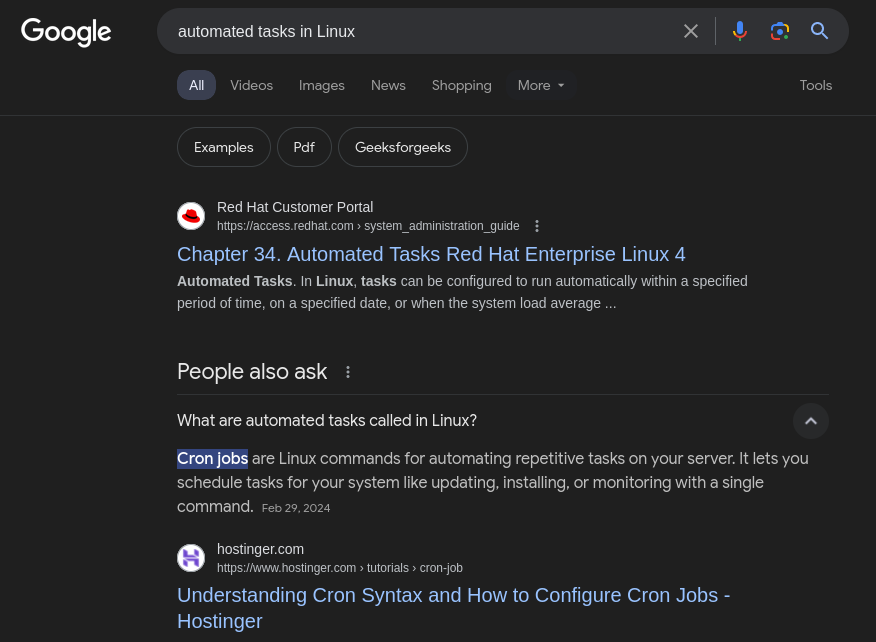 Google
automated tasks in Linux
All Videos Images News Shopping More Tools
Examples Pdf Geeksforgeeks
Red Hat Customer Portal
https://access.redhat.com › system_administration_guide
Chapter 34. Automated Tasks Red Hat Enterprise Linux 4
Automated Tasks. In Linux, tasks can be configured to run automatically within a specified
period of time, on a specified date, or when the system load average ...
People also ask
What are automated tasks called in Linux?
Cron jobs are Linux commands for automating repetitive tasks on your server. It lets you
schedule tasks for your system like updating, installing, or monitoring with a single
command. Feb 29, 2024
hostinger.com
https://www.hostinger.com › tutorials › cron-job
Understanding Cron Syntax and How to Configure Cron Jobs -
Hostinger